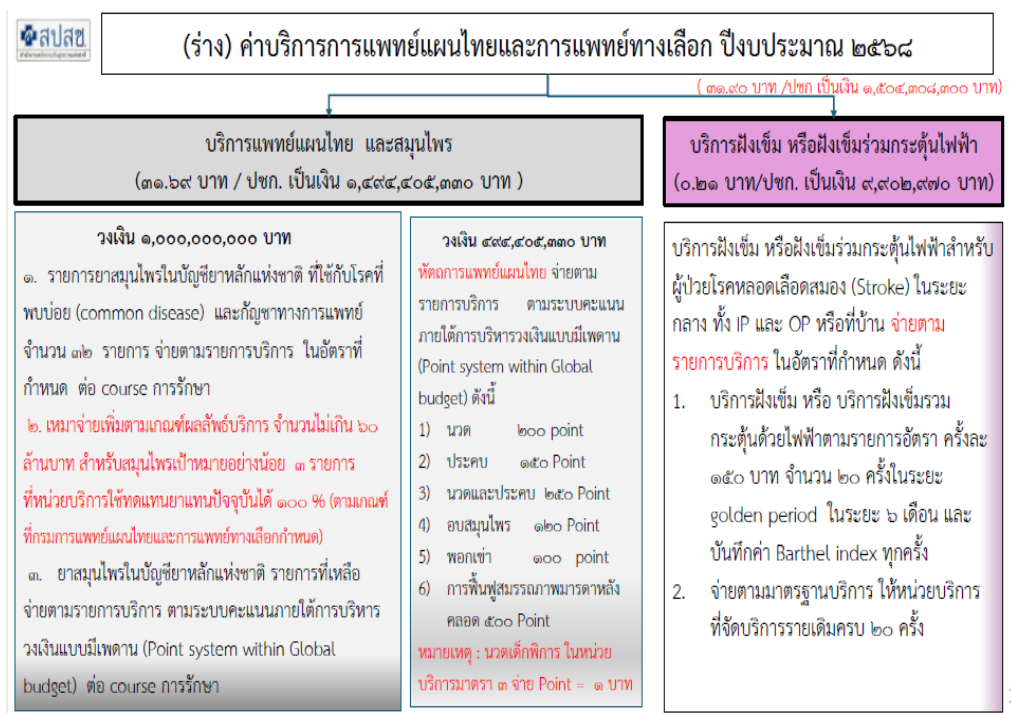 สปสช.
(ร่าง) ค่าบริการการแพทย์แผนไทยและการแพทย์ทางเลือก ปีงบประมาณ ๒๕๖๘
( ๓๑.๙๐ บาท /ปชก เป็นเงิน ๑,๕๐๔,๓๐๘,๓๐๐ บาท)
บริการแพทย์แผนไทย และสมุนไพร
(๓๑.๖๙ บาท / ปชก. เป็นเงิน ๑,๔๙๔,๔๐๕,๓๓๐ บาท )
วงเงิน ๑,๐๐๐,๐๐๐,๐๐๐ บาท
๑. รายการยาสมุนไพรในบัญชียาหลักแห่งชาติ ที่ใช้กับโรคที่
พบบ่อย (common disease) และกัญชาทางการแพทย์
จำนวน ๓๒ รายการ จ่ายตามรายการบริการ ในอัตราที่
กำหนด ต่อ course การรักษา
๒. เหมาจ่ายเพิ่มตามเกณฑ์ผลลัพธ์บริการ จำนวนไม่เกิน ๖๐
ล้านบาท สำหรับสมุนไพรเป้าหมายอย่างน้อย ๓ รายการ
ที่หน่วยบริการใช้ทดแทนยาแผนปัจจุบันได้ ๑๐๐ % (ตามเกณฑ์
ที่กรมการแพทย์แผนไทยและการแพทย์ทางเลือกกำหนด)
๓. ยาสมุนไพรในบัญชียาหลักแห่งชาติ รายการที่เหลือ
จ่ายตามรายการบริการ ตามระบบคะแนนภายใต้การบริหาร
วงเงินแบบมีเพดาน (Point system within Global
budget) ต่อ course การรักษา
วงเงิน ๔๙๔,๔๐๕,๓๓๐ บาท
หัตถการแพทย์แผนไทย จ่ายตาม
รายการบริการ ตามระบบคะแนน
ภายใต้การบริหารวงเงินแบบมีเพดาน
(Point system within Global
budget) ดังนี้
1) นวด ๒๐๐ point
2) ประคบ ๑๕๐ Point
3) นวดและประคบ ๒๕๐ Point
4) อบสมุนไพร ๑๒๐ Point
5) พอกเข่า ๑๐๐ point
6) การฟื้นฟูสมรรถภาพมารดาหลัง
คลอด ๕๐๐ Point
หมายเหตุ : นวดเด็กพิการ ในหน่วย
บริการมาตรา ๓ จ่าย Point = ๑ บาท
บริการฝังเข็ม หรือฝังเข็มร่วมกระตุ้นไฟฟ้า
(๐.๒๑ บาท/ปชก. เป็นเงิน ๙,๙๐๒,๙๗๐ บาท)
บริการฝังเข็ม หรือฝังเข็มร่วมกระตุ้นไฟฟ้าสำหรับ
ผู้ป่วยโรคหลอดเลือดสมอง (Stroke) ในระยะ
กลาง ทั้ง IP และ OP หรือที่บ้าน จ่ายตาม
รายการบริการ ในอัตราที่กำหนด ดังนี้
1. บริการฝังเข็ม หรือ บริการฝังเข็มรวม
กระตุ้นด้วยไฟฟ้าตามรายการอัตรา ครั้งละ
๑๕๐ บาท จำนวน ๒๐ ครั้งในระยะ
golden period ในระยะ ๖ เดือน และ
บันทึกค่า Barthel index ทุกครั้ง
2. จ่ายตามมาตรฐานบริการ ให้หน่วยบริการ
ที่จัดบริการรายเดิมครบ ๒๐ ครั้ง